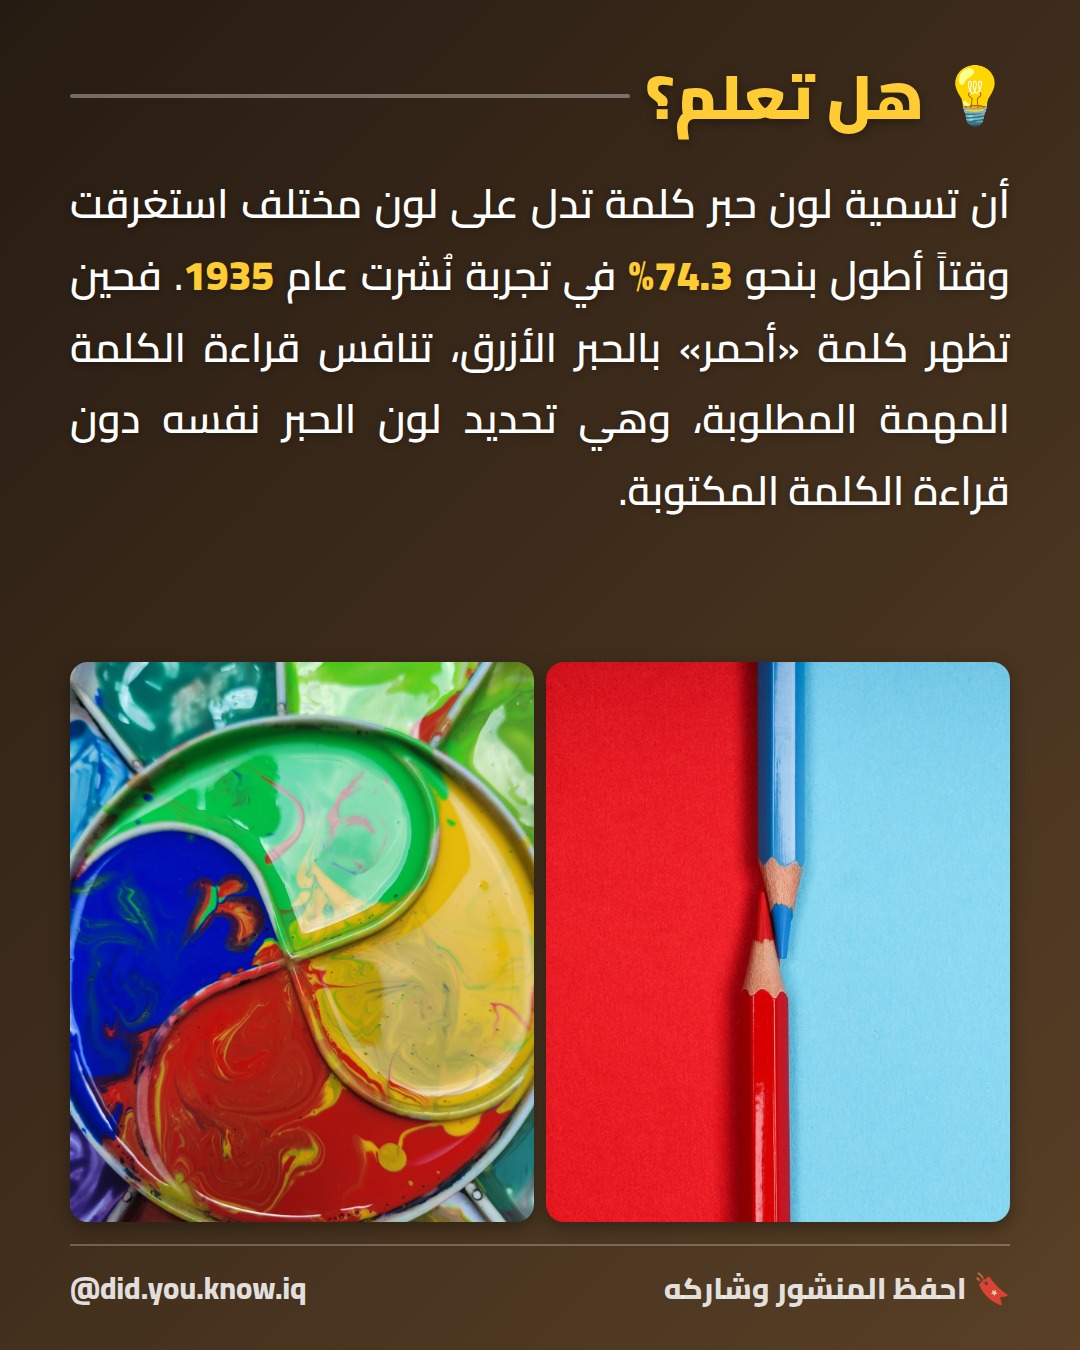 💡 هل تعلم؟
أن تسمية لون حبر كلمة تدل على لون مختلف استغرقت
وقتاً أطول بنحو 74.3% في تجربة نُشرت عام 1935. فحين
تظهر كلمة «أحمر» بالحبر الأزرق، تنافس قراءة الكلمة
المهمة المطلوبة، وهي تحديد لون الحبر نفسه دون
قراءة الكلمة المكتوبة.
🔖 احفظ المنشور وشاركه
@did.you.know.iq